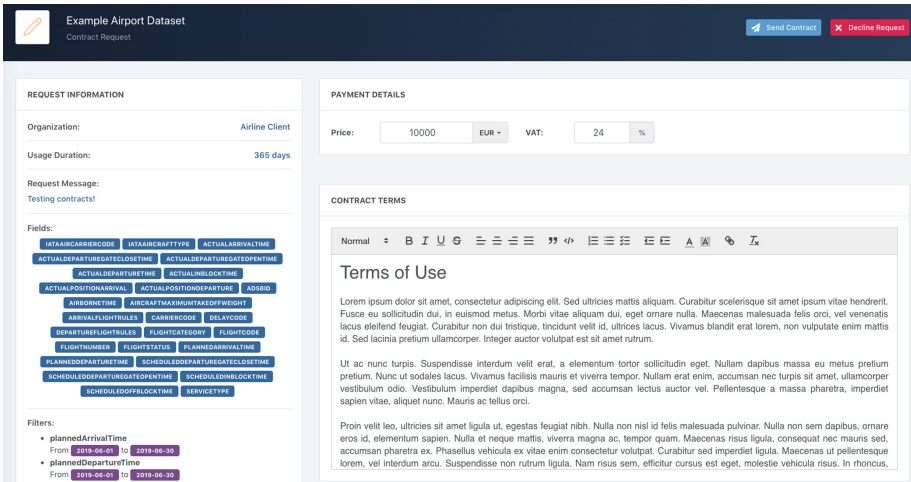 Example Airport Dataset
Contract Request
Send Contract
Decline Request
REQUEST INFORMATION
Organization: Airline Client
Usage Duration: 365 days
Request Message:
Testing contracts!
Fields:
IATAAIRCARRIERCODE IATAAIRCRAFTTYPE ACTUALARRIVALTIME
ACTUALDEPARTUREGATECLOSETIME ACTUALDEPARTUREGATEOPENTIME
ACTUALDEPARTURETIME ACTUALINBLOCKTIME
ACTUALPOSITIONARRIVAL ACTUALPOSITIONDEPARTURE ADSBIO
AIRBORNETIME AIRCRAFTMAXIMUMTAKEOFFWEIGHT
ARRIVALFLIGHTRULES CARRIERCODE DELAYCODE
DEPARTUREFLIGHTRULES FLIGHTCATEGORY FLIGHTCODE
FLIGHTNUMBER FLIGHTSTATUS PLANNEDARRIVALTIME
PLANNEDDEPARTURETIME SCHEDULEDDEPARTUREGATECLOSETIME
SCHEDULEDDEPARTUREGATEOPENTIME SCHEDULEDINBLOCKTIME
SCHEDULEDOFFBLOCKTIME SERVICETYPE
Filters:
plannedArrivalTime
From 2019-06-01 to 2019-06-30
plannedDepartureTime
From 2019-06-01 to 2019-06-30
PAYMENT DETAILS
Price: 10000 EUR VAT: 24 %
CONTRACT TERMS
Normal
Terms of Use
Lorem ipsum dolor sit amet, consectetur adipiscing elit. Sed ultricies mattis aliquam. Curabitur scelerisque sit amet ipsum vitae hendrerit.
Fusce eu sollicitudin dui, in euismod metus. Morbi vitae aliquam dui, eget ornare nulla. Maecenas malesuada felis orci, vel venenatis
lacus eleifend feugiat. Curabitur non dui tristique, tincidunt velit id, ultrices lacus. Vivamus blandit erat lorem, non vulputate enim mattis
id. Sed lacinia pretium ullamcorper. Integer auctor volutpat est sit amet rutrum.
Ut ac nunc turpis. Suspendisse interdum velit erat, a elementum tortor sollicitudin eget. Nullam dapibus massa eu metus pretium
pretium. Nunc ut sodales lacus. Vivamus facilisis mauris et viverra tempor. Nullam erat enim, accumsan nec turpis sit amet, ullamcorper
vestibulum odio. Vestibulum imperdiet dapibus magna, sed accumsan lectus auctor vel. Pellentesque a massa pharetra, imperdiet
sapien vitae, aliquet nunc. Mauris ac tellus orci.
Proin velit leo, ultricies sit amet ligula ut, egestas feugiat nibh. Nulla non nisl id felis malesuada pulvinar. Nulla non sem dapibus, ornare
eros id, elementum sapien. Nulla et neque mattis, viverra magna ac, tempor quam. Maecenas risus ligula, consequat nec mauris sed,
accumsan pharetra ex. Phasellus vehicula ex vitae enim consectetur volutpat. Curabitur sed imperdiet ligula. Maecenas ut pellentesque
lorem, vel interdum arcu. Suspendisse non rutrum ligula. Nam risus sem, efficitur cursus est eget, molestie vehicula risus. In rhoncus,